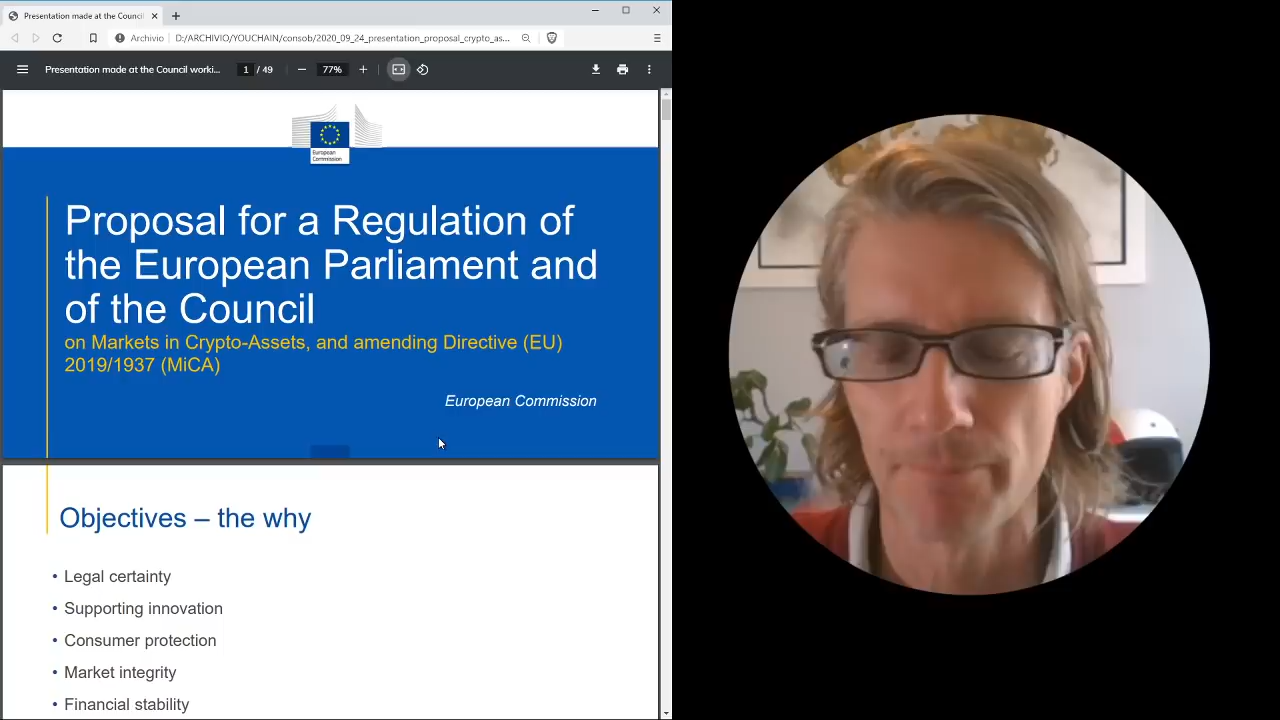 Presentation made at the Council
Archivio
D:/ARCHIVIO/YOUCHAIN/consob/2020_09_24_presentation_proposal_crypto_as...
Presentation made at the Council worki...
1 / 49
77%
European
Commission
Proposal for a Regulation of
the European Parliament and
of the Council
on Markets in Crypto-Assets, and amending Directive (EU)
2019/1937 (MiCA)
European Commission
Objectives – the why
• Legal certainty
• Supporting innovation
• Consumer protection
• Market integrity
• Financial stability